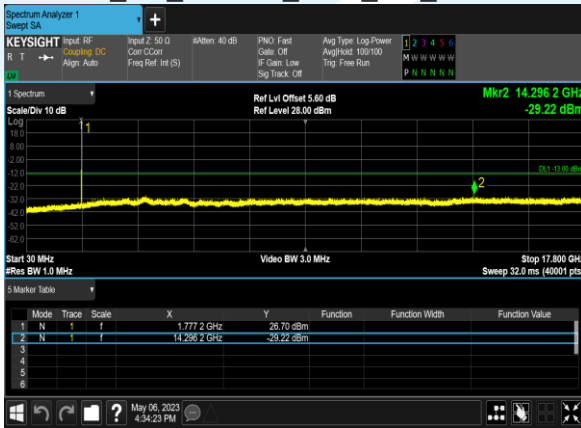 Spectrum Analyzer 1
Swept SA
KEYSIGHT Input: RF Input Z: 50 Ω #Atten: 40 dB PNO: Fast Avg Type: Log-Power 1 2 3 4 5 6
R T Coupling: DC Corr CCorr Gate: Off Avg|Hold: 100/100 M W W W W W
Align: Auto Freq Ref: Int (S) IF Gain: Low Trig: Free Run
LXI Sig Track: Off P N N N N N
1 Spectrum Ref Lvl Offset 5.60 dB Mkr2 14.296 2 GHz
Scale/Div 10 dB Ref Level 28.00 dBm -29.22 dBm
Log
18.0
1
8.00
-2.00
DL1 -13.00 dBm
-12.0
2
-22.0
-32.0
-42.0
-52.0
-62.0
Start 30 MHz Video BW 3.0 MHz Stop 17.800 GHz
#Res BW 1.0 MHz Sweep 32.0 ms (40001 pts)
5 Marker Table
Mode Trace Scale X Y Function Function Width Function Value
1 N 1 f 1.777 2 GHz 26.70 dBm
2 N 1 f 14.296 2 GHz -29.22 dBm
3
4
5
6
? May 06, 2023
4:34:23 PM